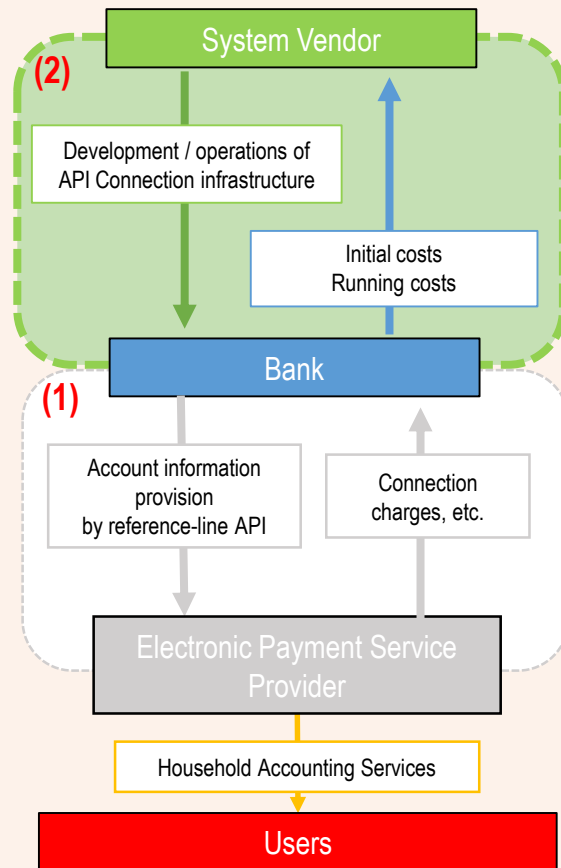 System Vendor
(2)
Development / operations of
API Connection infrastructure
Initial costs
Running costs
Bank
(1)
Account information
provision
by reference-line API
Connection
charges, etc.
Electronic Payment Service
Provider
Household Accounting Services
Users